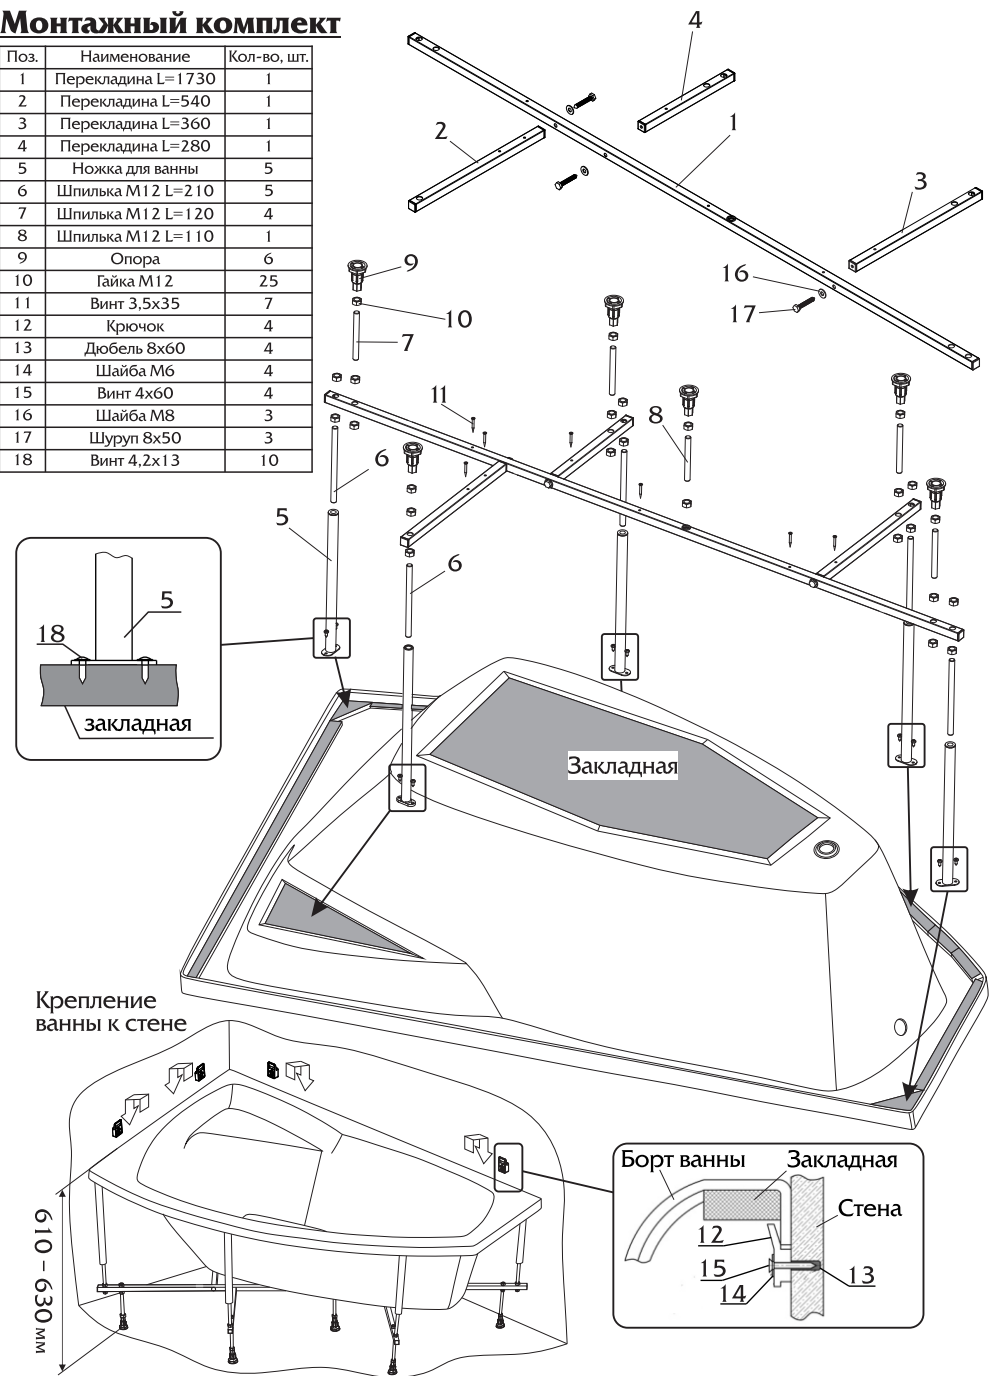 Монтажный комплект
Поз. Наименование Кол-во, шт.
1 Перекладина L=1730 1
2 Перекладина L=540 1
3 Перекладина L=360 1
4 Перекладина L=280 1
5 Ножка для ванны 5
6 Шпилька М12 L=210 5
7 Шпилька М12 L=120 4
8 Шпилька М12 L=110 1
9 Опора 6
10 Гайка М12 25
11 Винт 3,5х35 7
12 Крючок 4
13 Дюбель 8х60 4
14 Шайба М6 4
15 Винт 4х60 4
16 Шайба М8 3
17 Шуруп 8х50 3
18 Винт 4,2х13 10
4
2
1
3
16
17
9
10
7
11
8
6
5
6
5
18
закладная
Закладная
Крепление
ванны к стене
610 – 630 мм
Борт ванны
Закладная
Стена
12
15
14
13